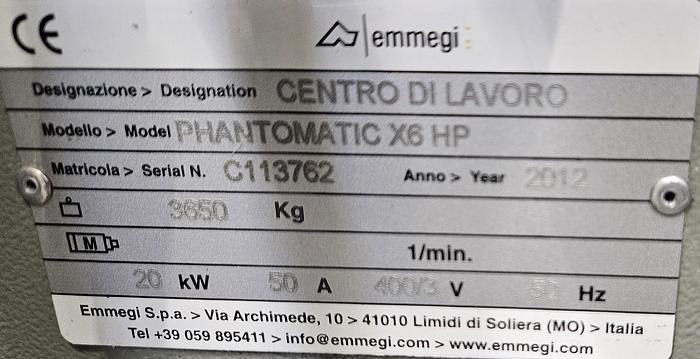 CE emmegi
Designazione > Designation CENTRO DI LAVORO
Modello > Model PHANTOMATIC X6 HP
Matricola > Serial N. C113762 Anno > Year 2012
3650 Kg
M 1/min.
20 kW 50 A 400/3 V 50 Hz
Emmegi S.p.a. > Via Archimede, 10 > 41010 Limidi di Soliera (MO) > Italia
Tel +39 059 895411 > info@emmegi.com > www.emmegi.com